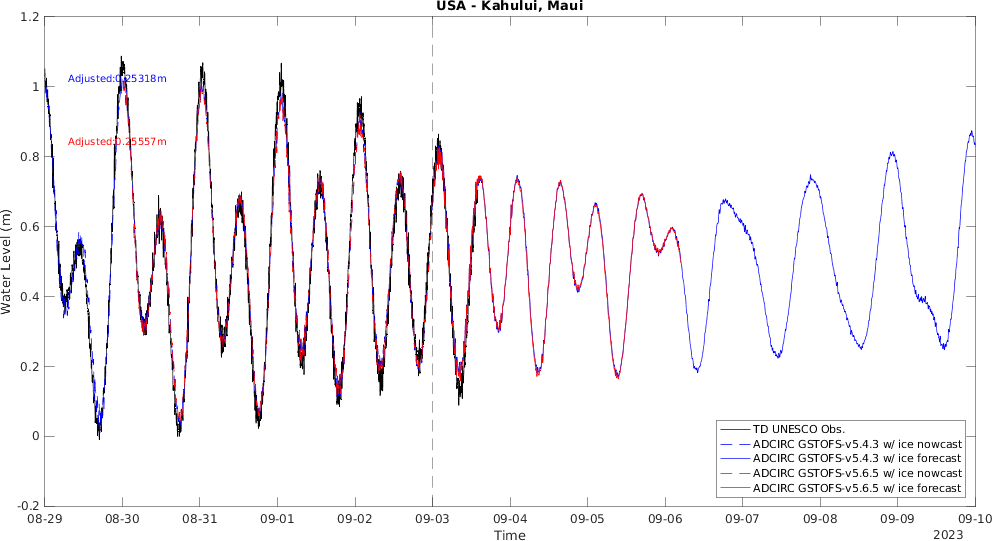 USA - Kahului, Maui
1.2
1
0.8
0.6
0.4
0.2
0
-0.2
Water Level (m)
Adjusted:0.25318m
Adjusted:0.25557m
TD UNESCO Obs.
ADCIRC GSTOFS-v5.4.3 w/ ice nowcast
ADCIRC GSTOFS-v5.4.3 w/ ice forecast
ADCIRC GSTOFS-v5.6.5 w/ ice nowcast
ADCIRC GSTOFS-v5.6.5 w/ ice forecast
08-29 08-30 08-31 09-01 09-02 09-03 09-04 09-05 09-06 09-07 09-08 09-09 09-10
Time
2023